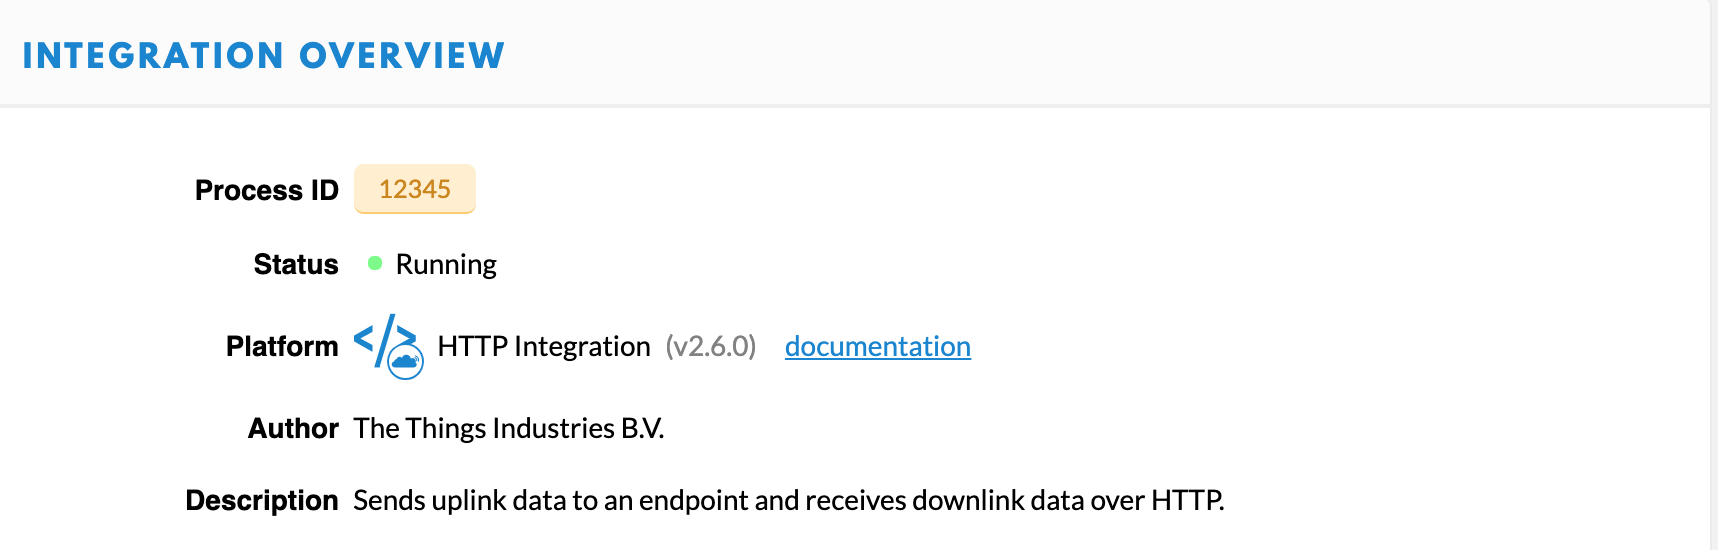 INTEGRATION OVERVIEW
Process ID 12345
Status Running
Platform </> HTTP Integration (v2.6.0) documentation
Author The Things Industries B.V.
Description Sends uplink data to an endpoint and receives downlink data over HTTP.